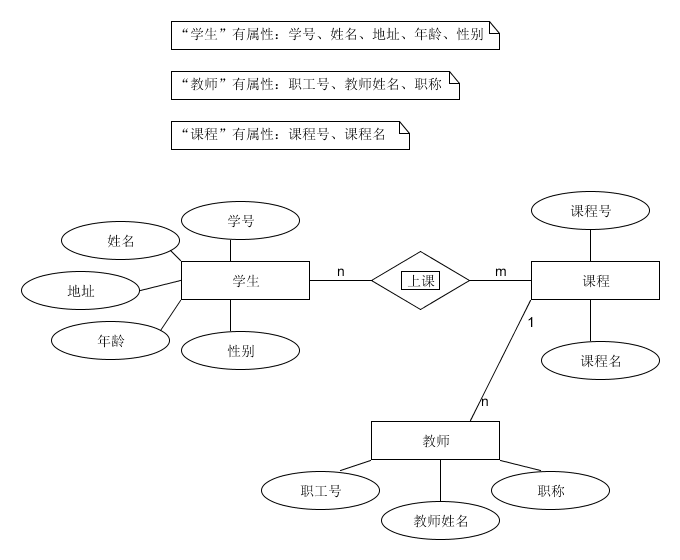 “学生”有属性：学号、姓名、地址、年龄、性别
“教师”有属性：职工号、教师姓名、职称
“课程”有属性：课程号、课程名
学号
课程号
姓名
学生
n
上课
m
课程
地址
年龄
性别
1
课程名
n
教师
职工号
职称
教师姓名